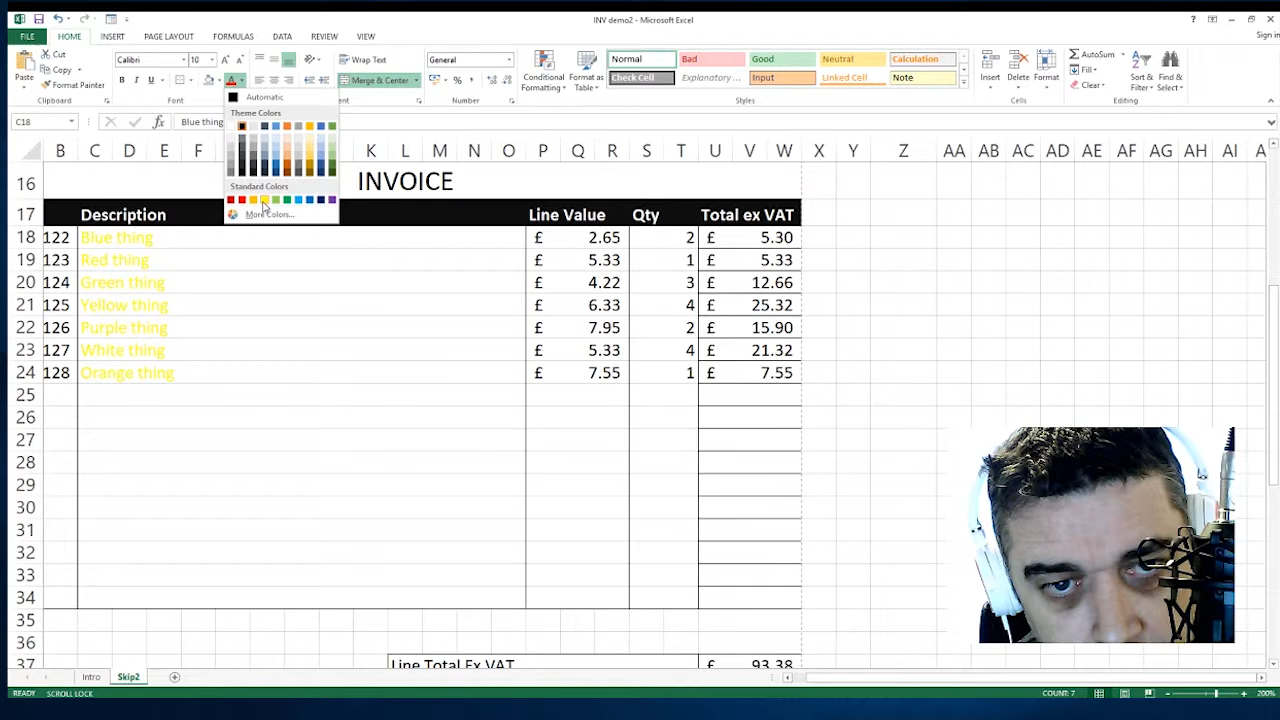 INV demo2 - Microsoft Excel
Sign in
FILE HOME INSERT PAGE LAYOUT FORMULAS DATA REVIEW VIEW
Cut
Copy
Format Painter
Paste
Calibri 10
B I U
Wrap Text
Merge & Center
General
%
Conditional Formatting
Format as Table
Normal Bad Good Neutral Calculation
Check Cell Explanatory ... Input Linked Cell Note
Insert Delete Format
AutoSum
Fill
Clear
Sort & Filter
Find & Select
Clipboard Font Number Styles Cells Editing
Automatic
Theme Colors
Standard Colors
More Colors...
C18 fx Blue thing
B C D E F K L M N O P Q R S T U V W X Y Z AA AB AC AD AE AF AG AH AI
16 INVOICE
17 Description Line Value Qty Total ex VAT
18 122 Blue thing £ 2.65 2 £ 5.30
19 123 Red thing £ 5.33 1 £ 5.33
20 124 Green thing £ 4.22 3 £ 12.66
21 125 Yellow thing £ 6.33 4 £ 25.32
22 126 Purple thing £ 7.95 2 £ 15.90
23 127 White thing £ 5.33 4 £ 21.32
24 128 Orange thing £ 7.55 1 £ 7.55
25
26
27
28
29
30
31
32
33
34
35
36
37 Line Total Ex VAT £ 93.38
Intro Skip2
READY SCROLL LOCK COUNT: 7 200%